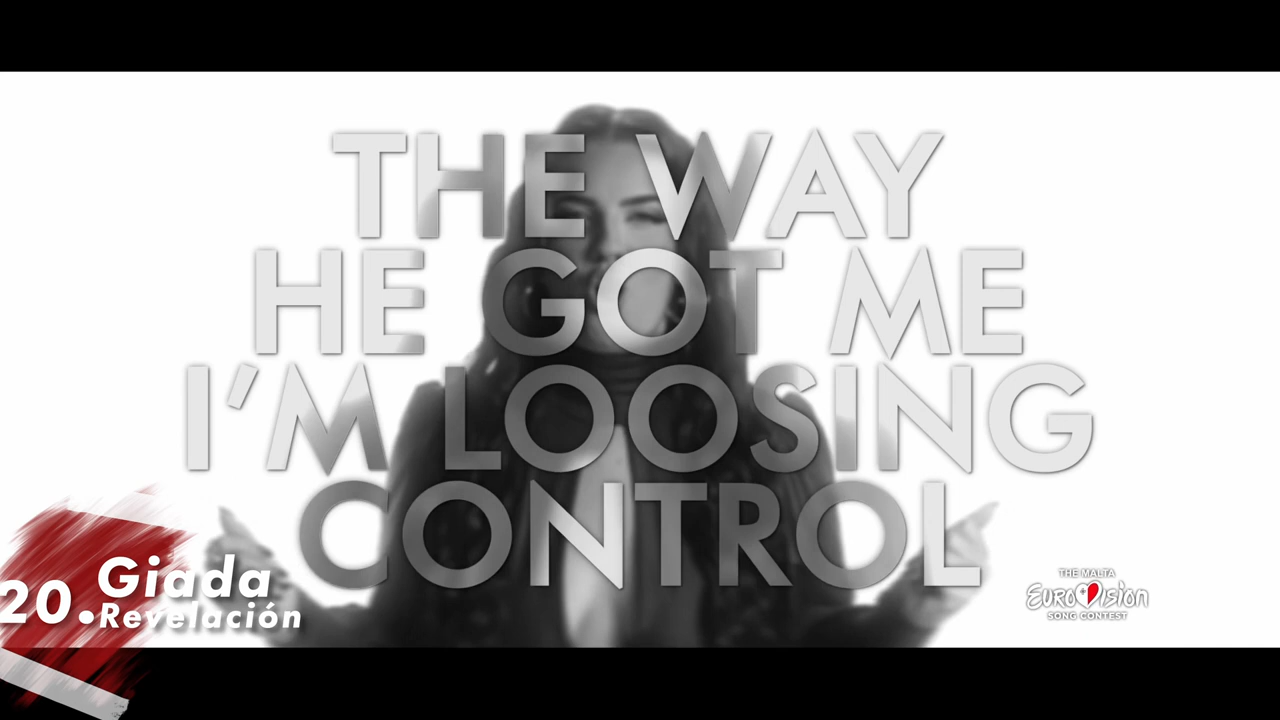 THE WAY
HE GOT ME
I'M LOOSING
CONTROL
20.Giada
Revelación
THE MALTA
EUROVISION
SONG CONTEST